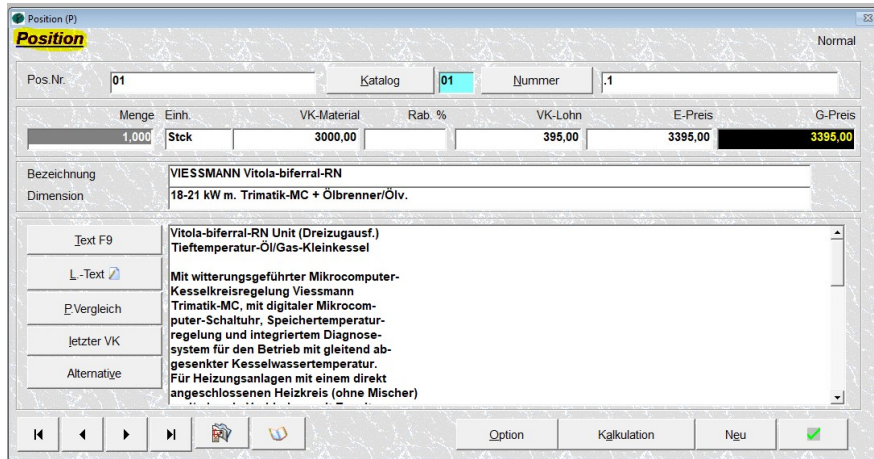 Position (P)
Position
Normal
Pos.Nr. 01 Katalog 01 Nummer .1
Menge Einh. VK-Material Rab. % VK-Lohn E-Preis G-Preis
1,000 Stck 3000,00 395,00 3395,00 3395,00
Bezeichnung VIESSMANN Vitola-biferral-RN
Dimension 18-21 kW m. Trimatik-MC + Ölbrenner/Ölv.
Text F9
L.-Text
P.Vergleich
letzter VK
Alternative
Vitola-biferral-RN Unit (Dreizugausf.)
Tieftemperatur-Öl/Gas-Kleinkessel
Mit witterungsgeführter Mikrocomputer-
Kesselkreisregelung Viessmann
Trimatik-MC, mit digitaler Mikrocom-
puter-Schaltuhr, Speichertemperatur-
regelung und integriertem Diagnose-
system für den Betrieb mit gleitend ab-
gesenkter Kesselwassertemperatur.
Für Heizungsanlagen mit einem direkt
angeschlossenen Heizkreis (ohne Mischer)
Option Kalkulation Neu